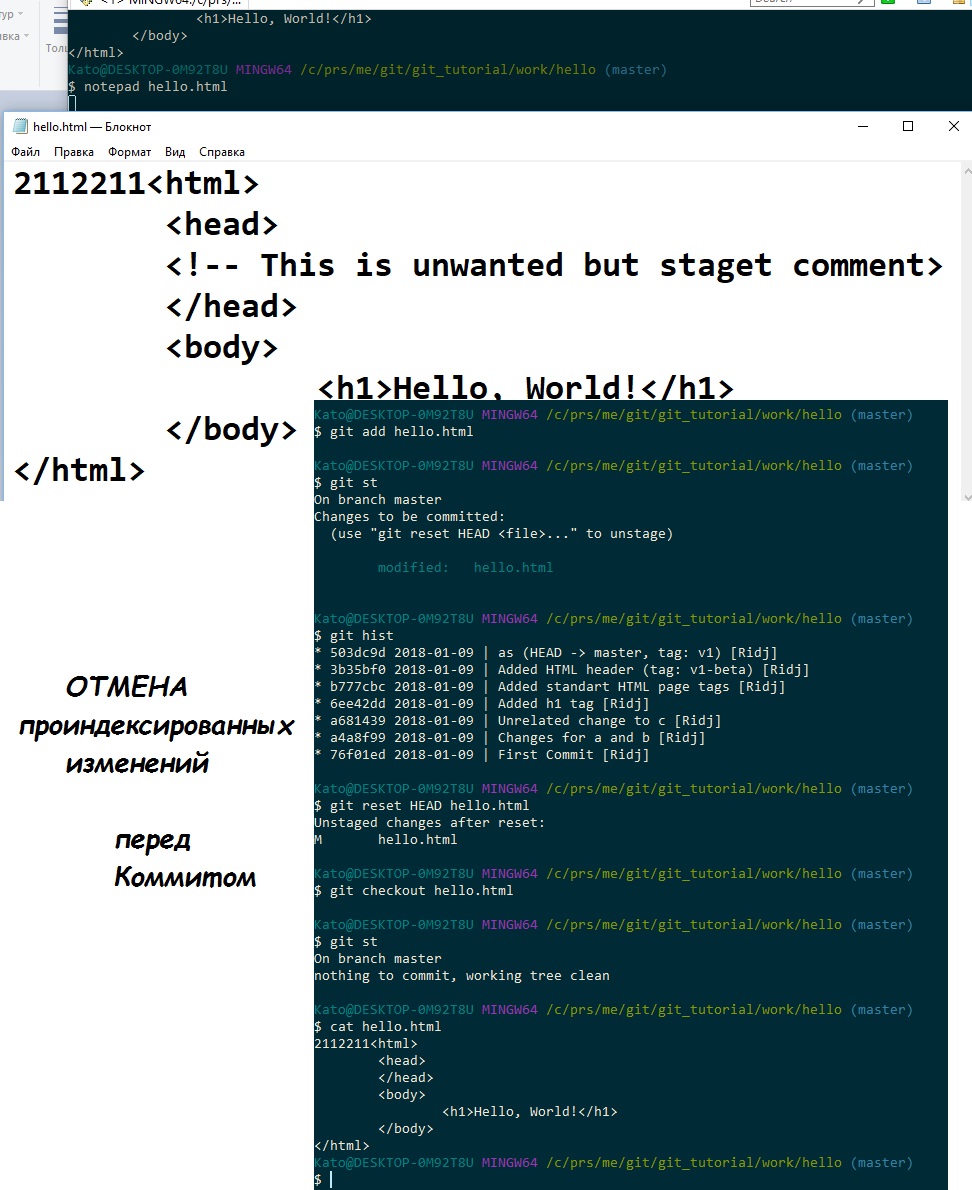 <h1>Hello, World!</h1>
</body>
</html>
Kato@DESKTOP-0M92T8U MINGW64 /c/prs/me/git/git_tutorial/work/hello (master)
$ notepad hello.html
hello.html — Блокнот
Файл Правка Формат Вид Справка
2112211<html>
<head>
<!-- This is unwanted but staget comment>
</head>
<body>
<h1>Hello, World!</h1>
</body>
</html>
Kato@DESKTOP-0M92T8U MINGW64 /c/prs/me/git/git_tutorial/work/hello (master)
$ git add hello.html
Kato@DESKTOP-0M92T8U MINGW64 /c/prs/me/git/git_tutorial/work/hello (master)
$ git st
On branch master
Changes to be committed:
(use "git reset HEAD <file>..." to unstage)
modified: hello.html
Kato@DESKTOP-0M92T8U MINGW64 /c/prs/me/git/git_tutorial/work/hello (master)
$ git hist
* 503dc9d 2018-01-09 | as (HEAD -> master, tag: v1) [Ridj]
* 3b35bf0 2018-01-09 | Added HTML header (tag: v1-beta) [Ridj]
* b777cbc 2018-01-09 | Added standart HTML page tags [Ridj]
* 6ee42dd 2018-01-09 | Added h1 tag [Ridj]
* a681439 2018-01-09 | Unrelated change to c [Ridj]
* a4a8f99 2018-01-09 | Changes for a and b [Ridj]
* 76f01ed 2018-01-09 | First Commit [Ridj]
ОТМЕНА
проиндексированных
изменений
перед
Коммитом
Kato@DESKTOP-0M92T8U MINGW64 /c/prs/me/git/git_tutorial/work/hello (master)
$ git reset HEAD hello.html
Unstaged changes after reset:
M hello.html
Kato@DESKTOP-0M92T8U MINGW64 /c/prs/me/git/git_tutorial/work/hello (master)
$ git checkout hello.html
Kato@DESKTOP-0M92T8U MINGW64 /c/prs/me/git/git_tutorial/work/hello (master)
$ git st
On branch master
nothing to commit, working tree clean
Kato@DESKTOP-0M92T8U MINGW64 /c/prs/me/git/git_tutorial/work/hello (master)
$ cat hello.html
2112211<html>
<head>
</head>
<body>
<h1>Hello, World!</h1>
</body>
</html>
Kato@DESKTOP-0M92T8U MINGW64 /c/prs/me/git/git_tutorial/work/hello (master)
$